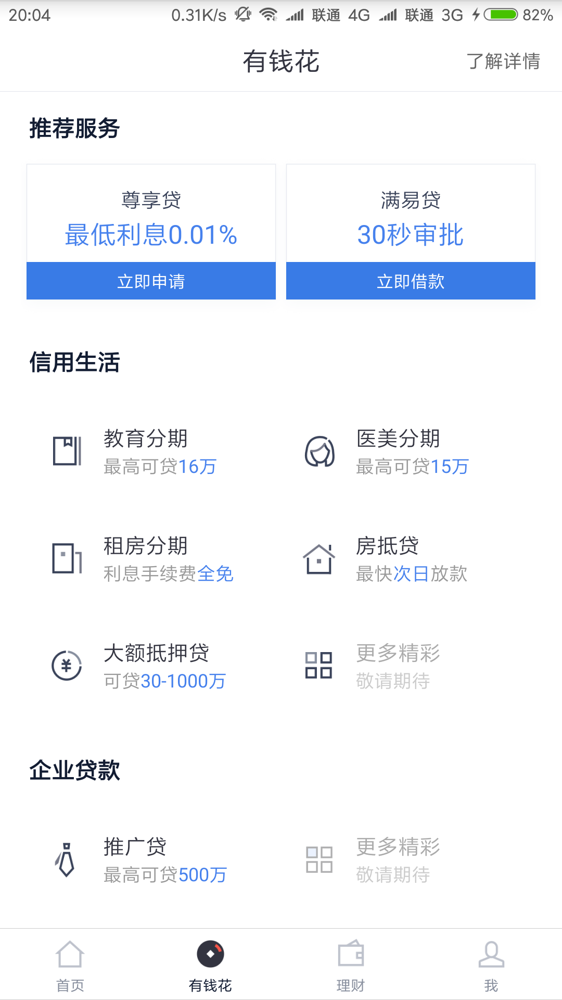 20:04 0.31K/s 联通 4G 联通 3G 82%
有钱花 了解详情
推荐服务
尊享贷 满易贷
最低利息0.01% 30秒审批
立即申请 立即借款
信用生活
教育分期 医美分期
最高可贷16万 最高可贷15万
租房分期 房抵贷
利息手续费全免 最快次日放款
大额抵押贷 更多精彩
可贷30-1000万 敬请期待
企业贷款
推广贷 更多精彩
最高可贷500万 敬请期待
首页 有钱花 理财 我